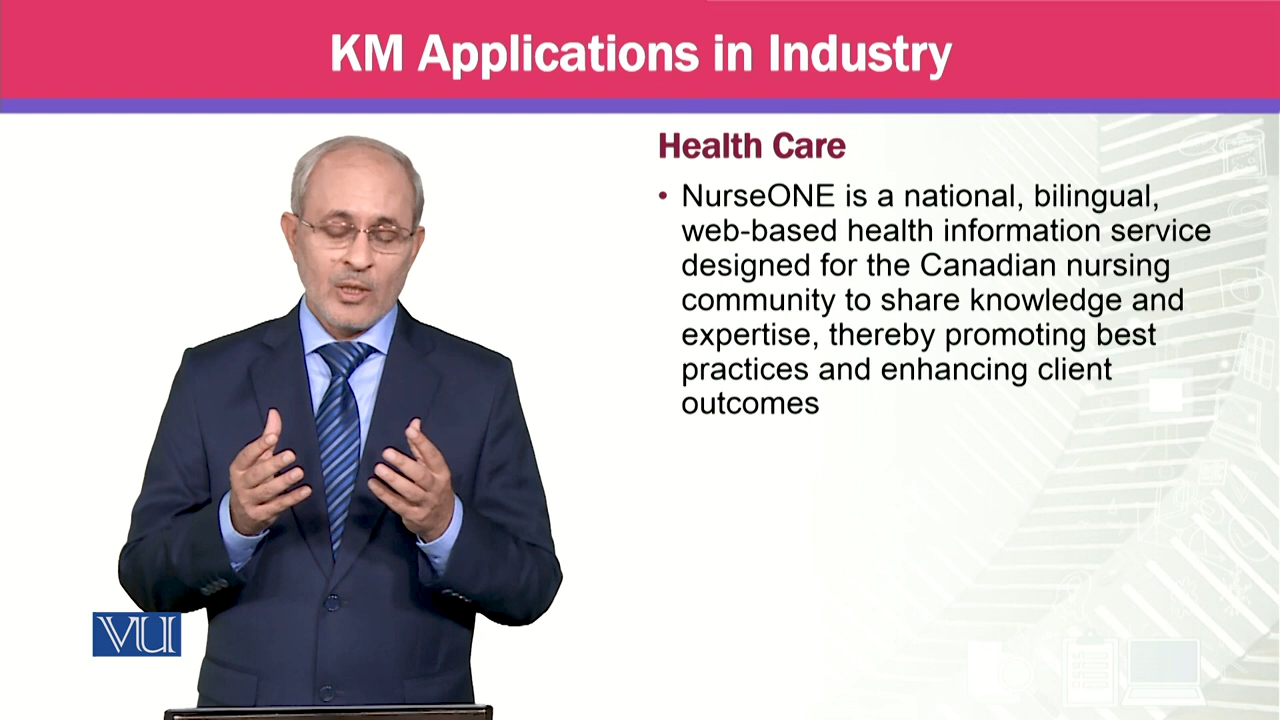 KM Applications in Industry
Health Care
• NurseONE is a national, bilingual,
web-based health information service
designed for the Canadian nursing
community to share knowledge and
expertise, thereby promoting best
practices and enhancing client
outcomes
VU